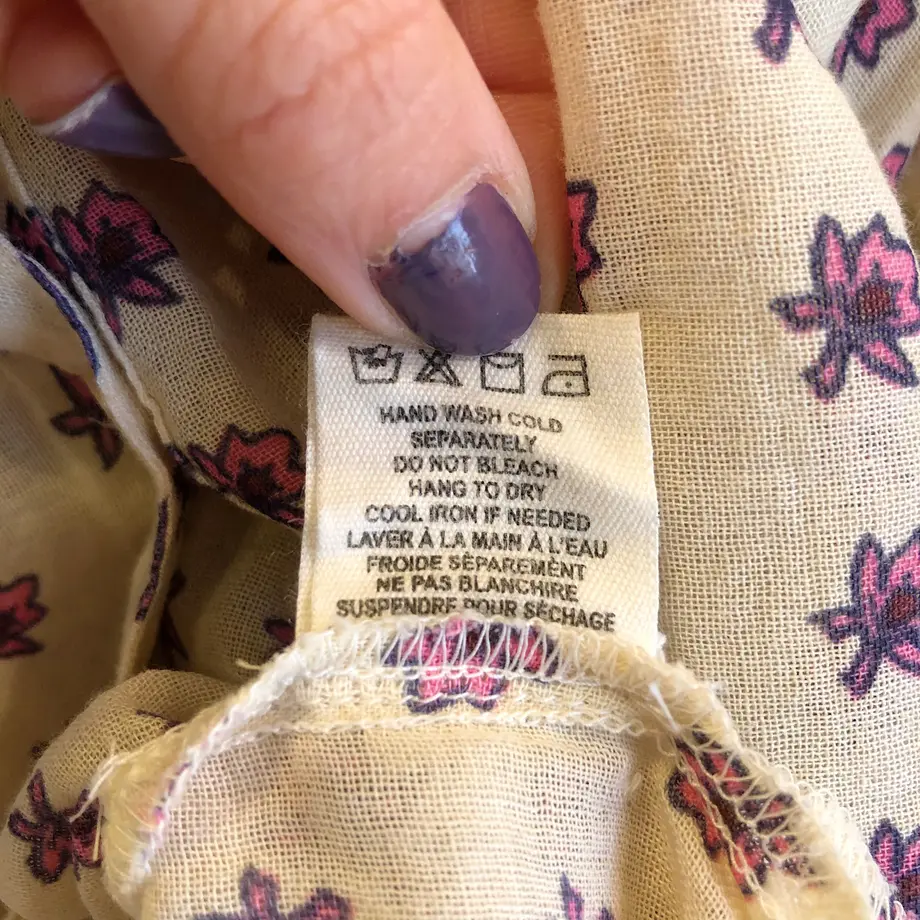 HAND WASH COLD
SEPARATELY
DO NOT BLEACH
HANG TO DRY
COOL IRON IF NEEDED
LAVER À LA MAIN À L'EAU
FROIDE SÉPAREMENT
NE PAS BLANCHIRE
SUSPENDRE POUR SÉCHAGE